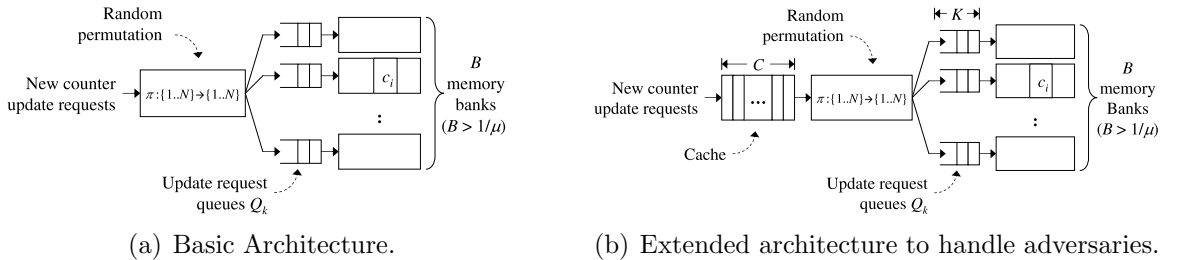 Random
permutation
New counter
update requests
π:{1..N}→{1..N}
c_i
:
B
memory
banks
(B > 1/μ)
Update request
queues Q_k
(a) Basic Architecture.
Random
permutation
K
C
New counter
update requests
...
π:{1..N}→{1..N}
c_i
:
B
memory
Banks
(B > 1/μ)
Cache
Update request
queues Q_k
(b) Extended architecture to handle adversaries.